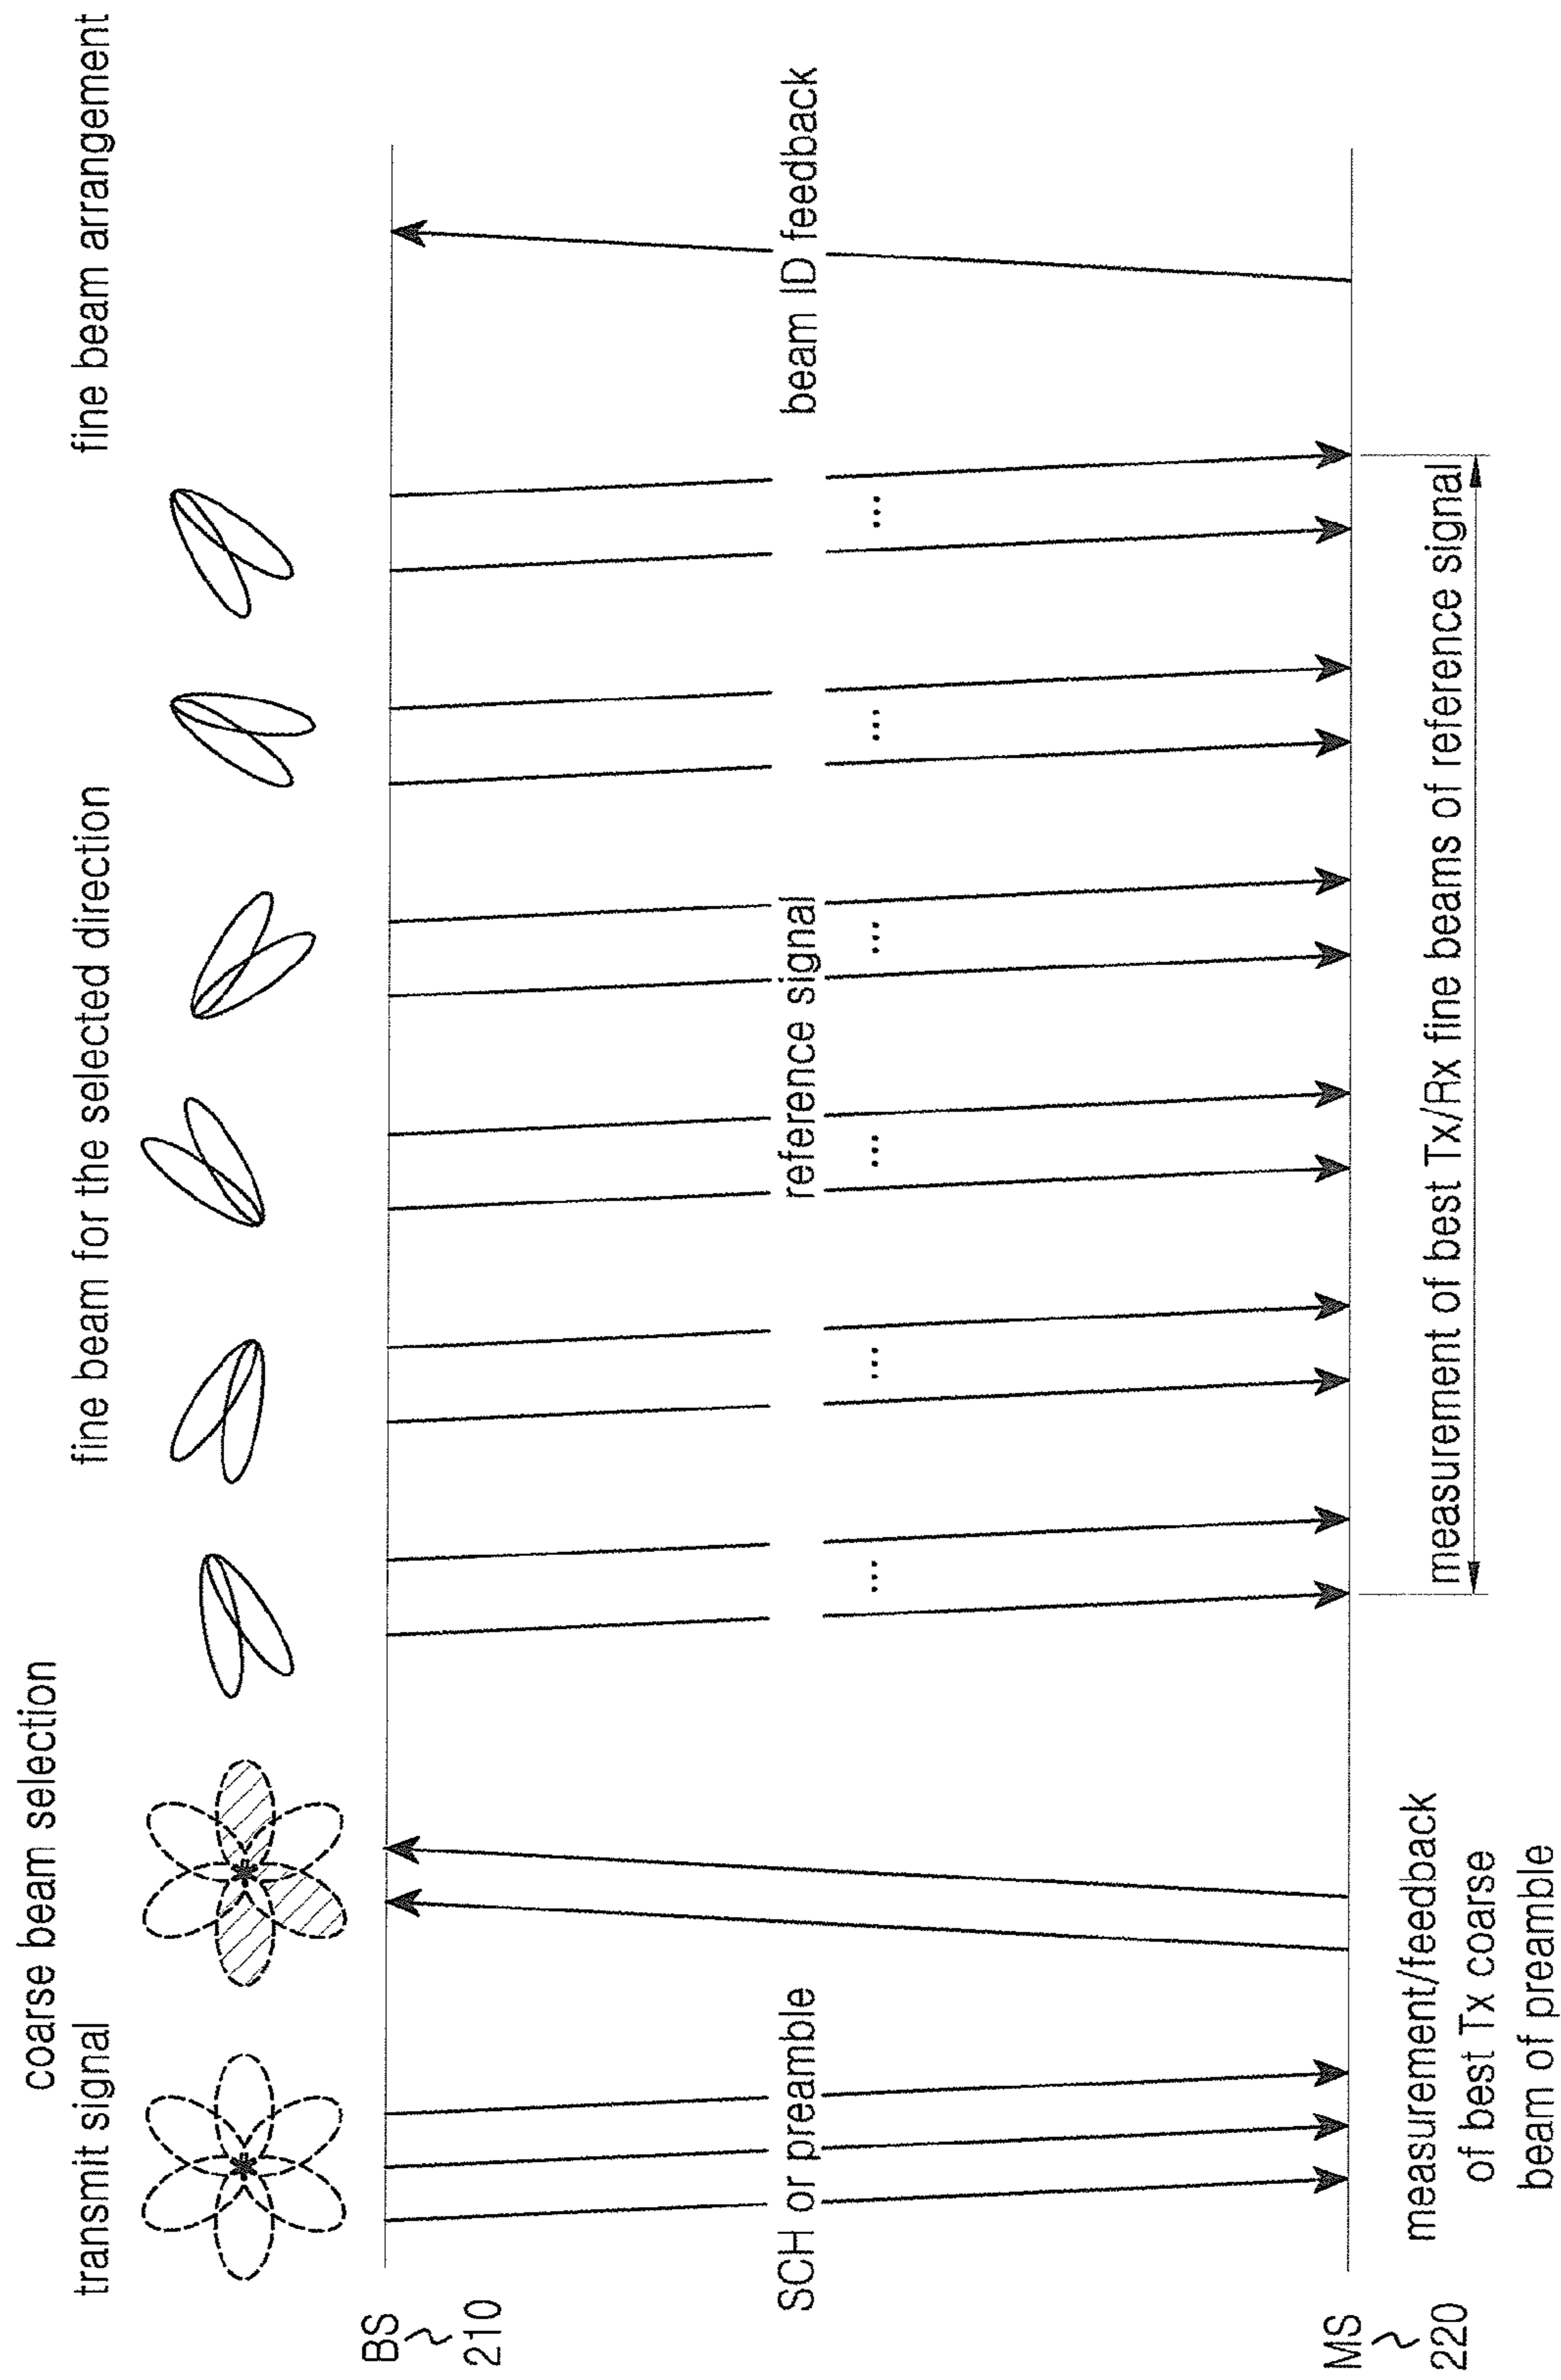 coarse beam selection
transmit signal
fine beam for the selected direction
fine beam arrangement
BS
210
SCH or preamble
reference signal
beam ID feedback
...
...
...
...
...
...
MS
220
measurement/feedback
of best Tx coarse
beam of preamble
measurement of best Tx/Rx fine beams of reference signal